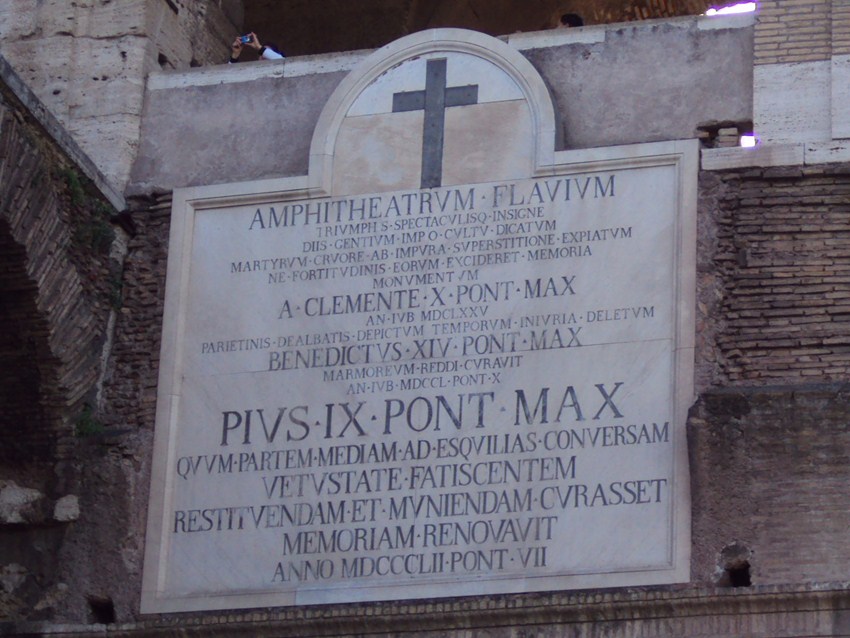 AMPHITHEATRVM · FLAVIVM
TRIVMPHIS · SPECTACVLISQ · INSIGNE
DIIS · GENTIVM · IMPIO · CVLTV · DICATVM
MARTYRVM · CRVORE · AB · IMPVRA · SVPERSTITIONE · EXPIATVM
NE · FORTITVDINIS · EORVM · EXCIDERET · MEMORIA
MONVMENTVM
A · CLEMENTE · X · PONT · MAX
AN · IVB MDCLXXV
PARIETINIS · DEALBATIS · DEPICTVM TEMPORVM · INIVRIA · DELETVM
BENEDICTVS · XIV · PONT · MAX
MARMOREVM · REDDI · CVRAVIT
AN · IVB · MDCCL · PONT · X
PIVS · IX · PONT · MAX
QVVM · PARTEM · MEDIAM · AD · ESQVILIAS · CONVERSAM
VETVSTATE · FATISCENTEM
RESTITVENDAM · ET · MVNIENDAM · CVRASSET
MEMORIAM · RENOVAVIT
ANNO MDCCCLII · PONT · VII